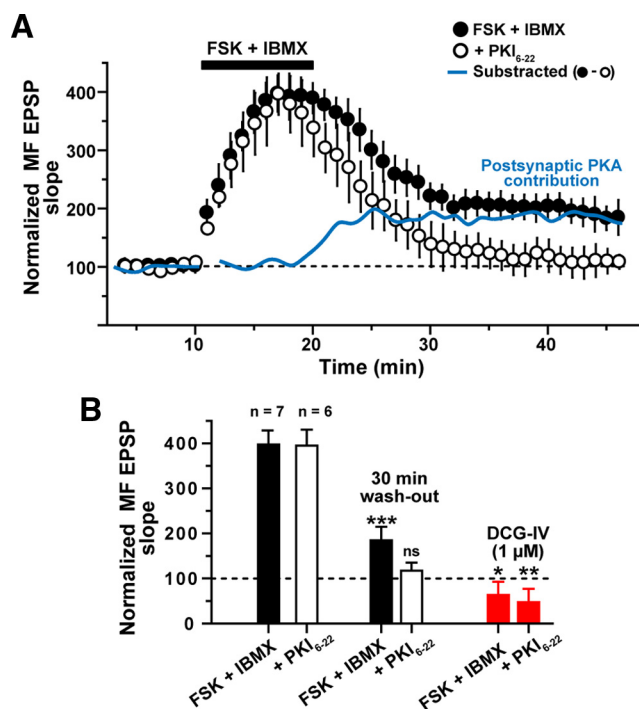 A
FSK + IBMX
FSK + IBMX
+ PKI6-22
Substracted ( - )
Normalized MF EPSP
slope
400
300
200
100
Postsynaptic PKA
contribution
10
20
30
40
Time (min)
B
n = 7
n = 6
Normalized MF EPSP
slope
400
300
200
100
0
30 min
wash-out
***
ns
DCG-IV
(1 µM)
*
**
FSK + IBMX
+ PKI6-22
FSK + IBMX
+ PKI6-22
FSK + IBMX
+ PKI6-22